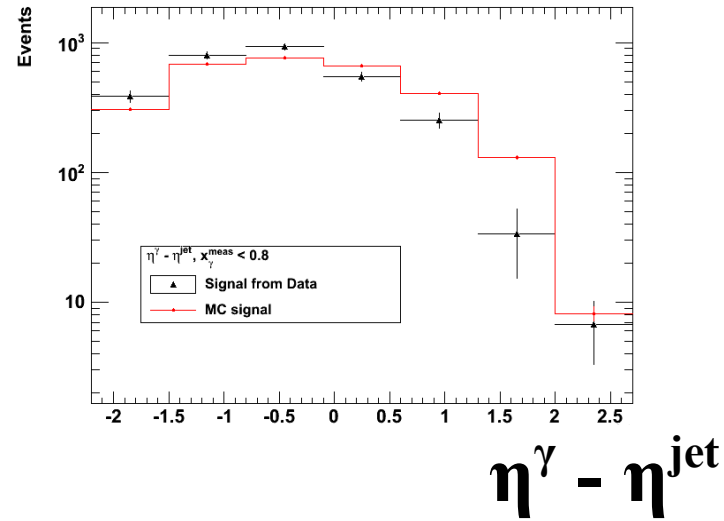 Events
10³
10²
10
η^γ - η^jet, x_γ^meas < 0.8
Signal from Data
MC signal
-2 -1.5 -1 -0.5 0 0.5 1 1.5 2 2.5
η^γ - η^jet